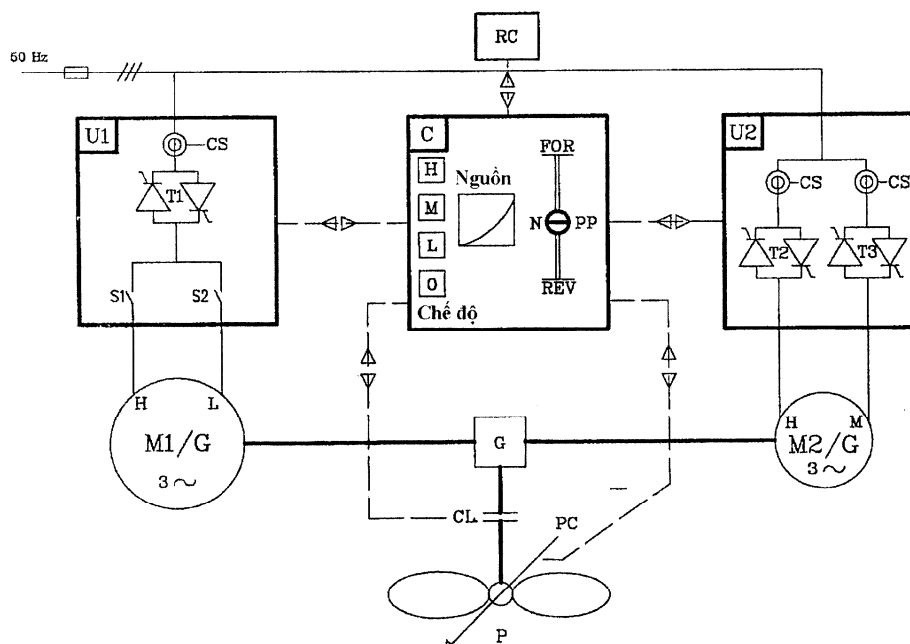 RC
50 Hz
U1
CS
T1
S1
S2
C
H
M
L
O
Nguồn
FOR
N
PP
REV
Chế độ
U2
CS
CS
T2
T3
H
L
M1/G
3 ~
G
H
M
M2/G
3 ~
CL
PC
P